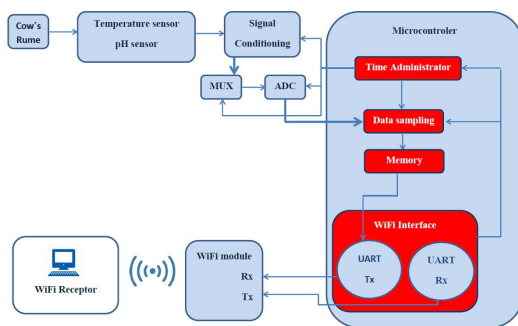 Cow's
Rume
Temperature sensor
pH sensor
Signal
Conditioning
MUX
ADC
Microcontroler
Time Administrator
Data sampling
Memory
WiFi Interface
UART
Tx
UART
Rx
WiFi module
Rx
Tx
WiFi Receptor